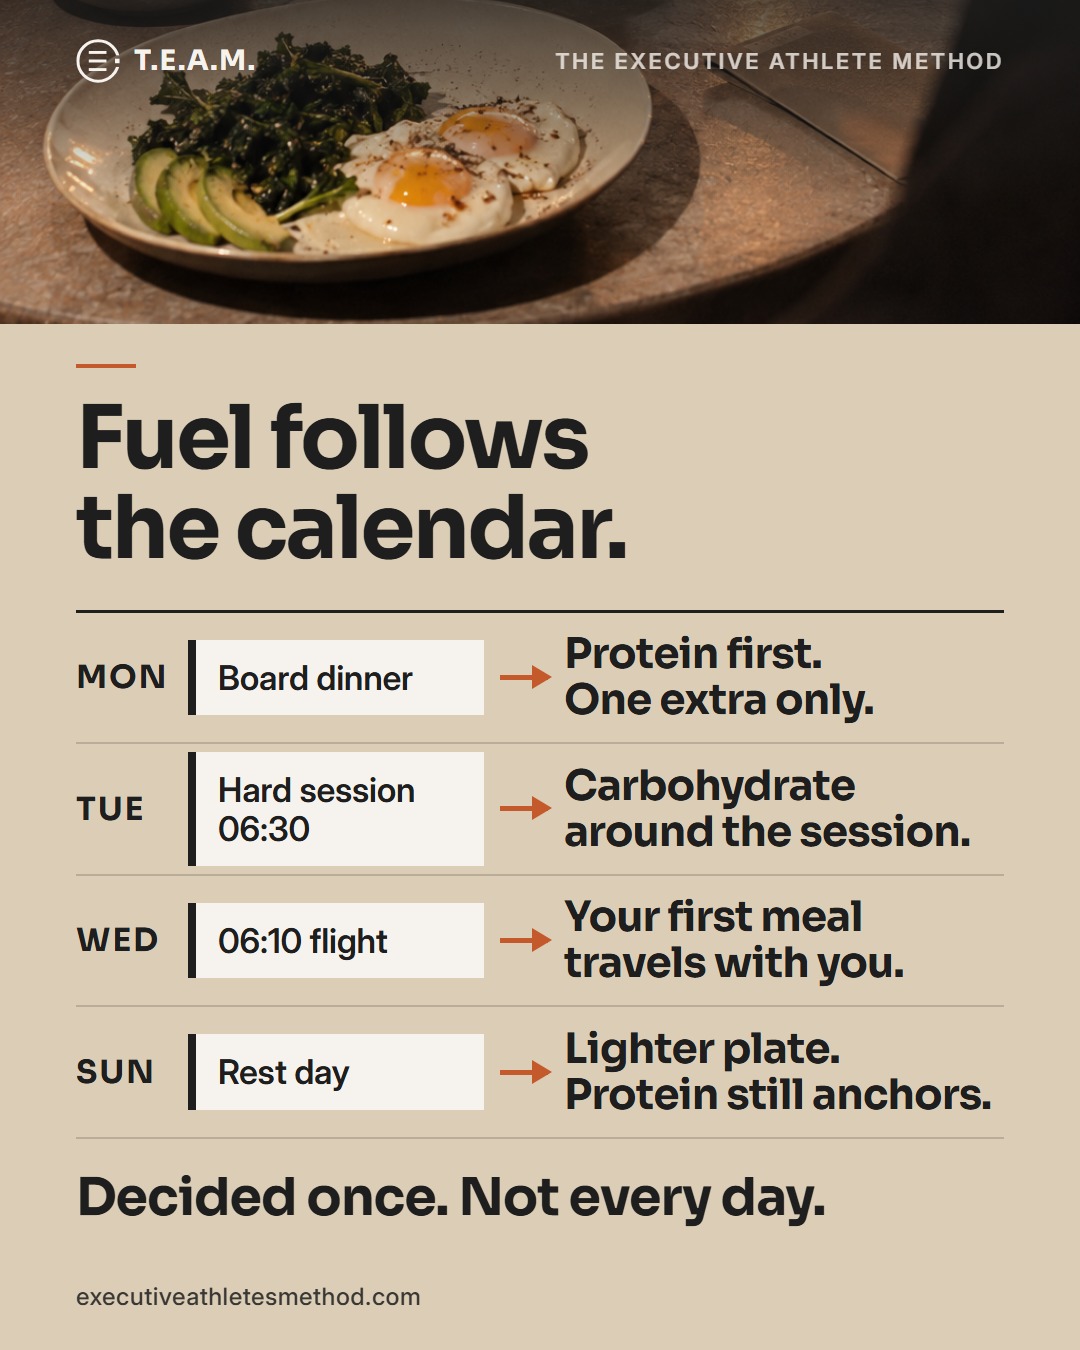 T.E.A.M.
THE EXECUTIVE ATHLETE METHOD
Fuel follows
the calendar.
MON
Board dinner
Protein first.
One extra only.
TUE
Hard session
06:30
Carbohydrate
around the session.
WED
06:10 flight
Your first meal
travels with you.
SUN
Rest day
Lighter plate.
Protein still anchors.
Decided once. Not every day.
executiveathletesmethod.com